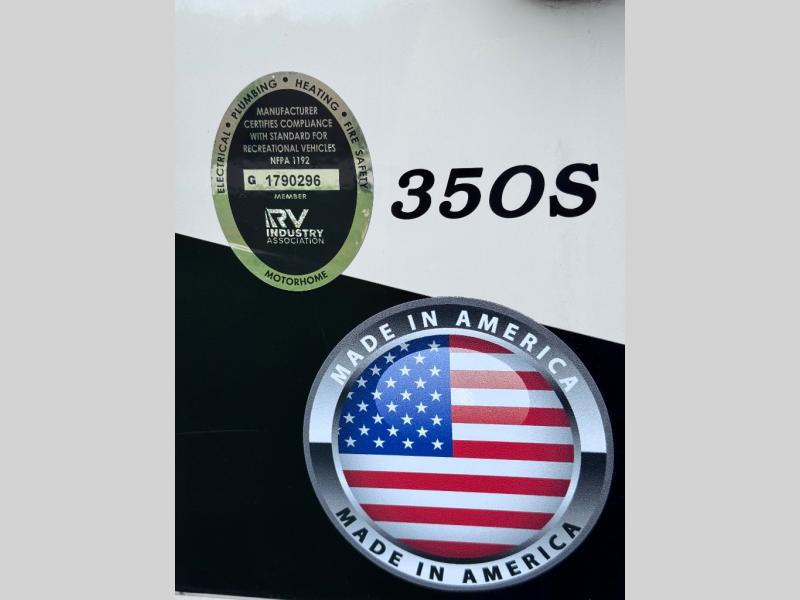 ELECTRICAL • PLUMBING • HEATING • FIRE SAFETY
MANUFACTURER
CERTIFIES COMPLIANCE
WITH STANDARD FOR
RECREATIONAL VEHICLES
NFPA 1192
G 1790296
MEMBER
RV
INDUSTRY
ASSOCIATION
MOTORHOME
350S
MADE IN AMERICA
MADE IN AMERICA